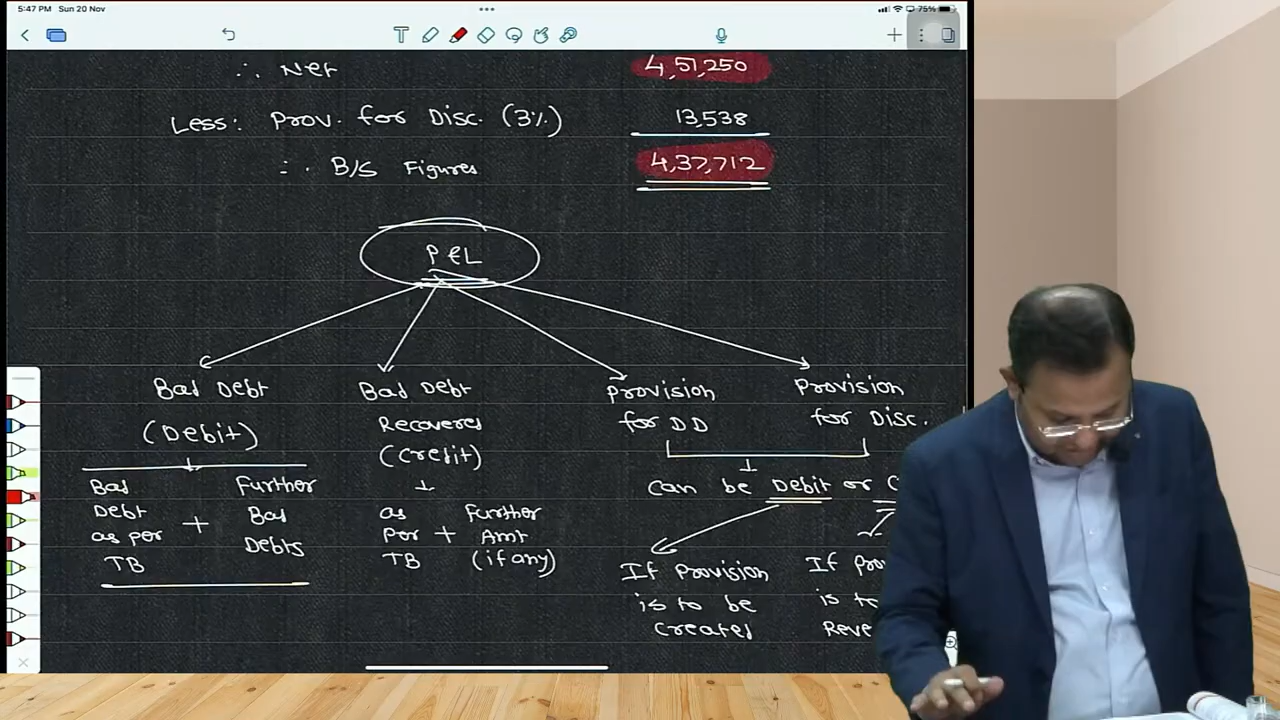 5:47 PM Sun 20 Nov
75%
∴ Net 4,51,250
Less: Prov. for Disc. (3%) 13,538
∴ B/S Figures 4,37,712
P&L
Bad Debt
(Debit)
Bad
Debt
as per
TB
+
Further
Bad
Debts
Bad Debt
Recovered
(Credit)
as
Per
TB
+
Further
Amt
(if any)
Provision
for DD
Provision
for Disc.
can be Debit or
If Provision
is to be
Created
If
is to